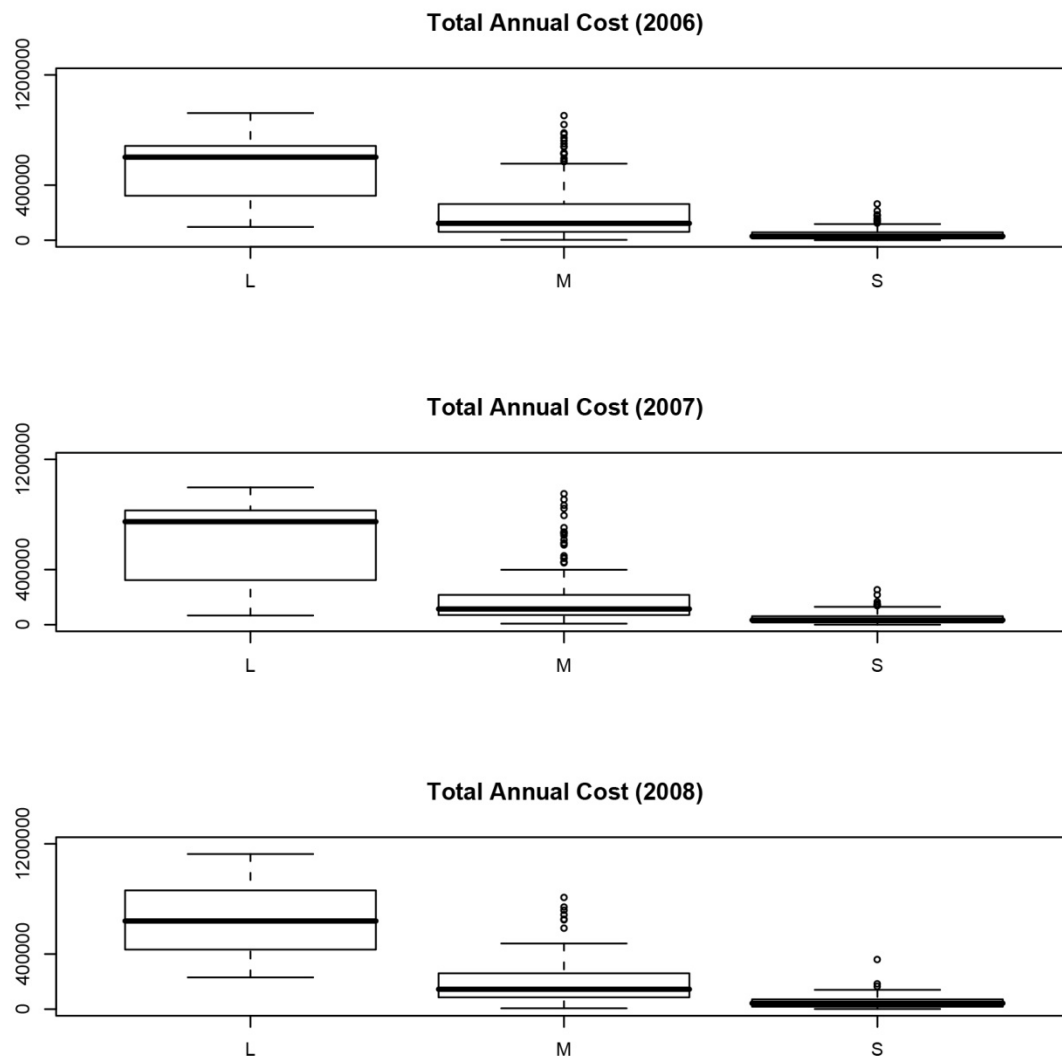 Total Annual Cost (2006)
1200000
400000
0
L M S
Total Annual Cost (2007)
1200000
400000
0
L M S
Total Annual Cost (2008)
1200000
400000
0
L M S